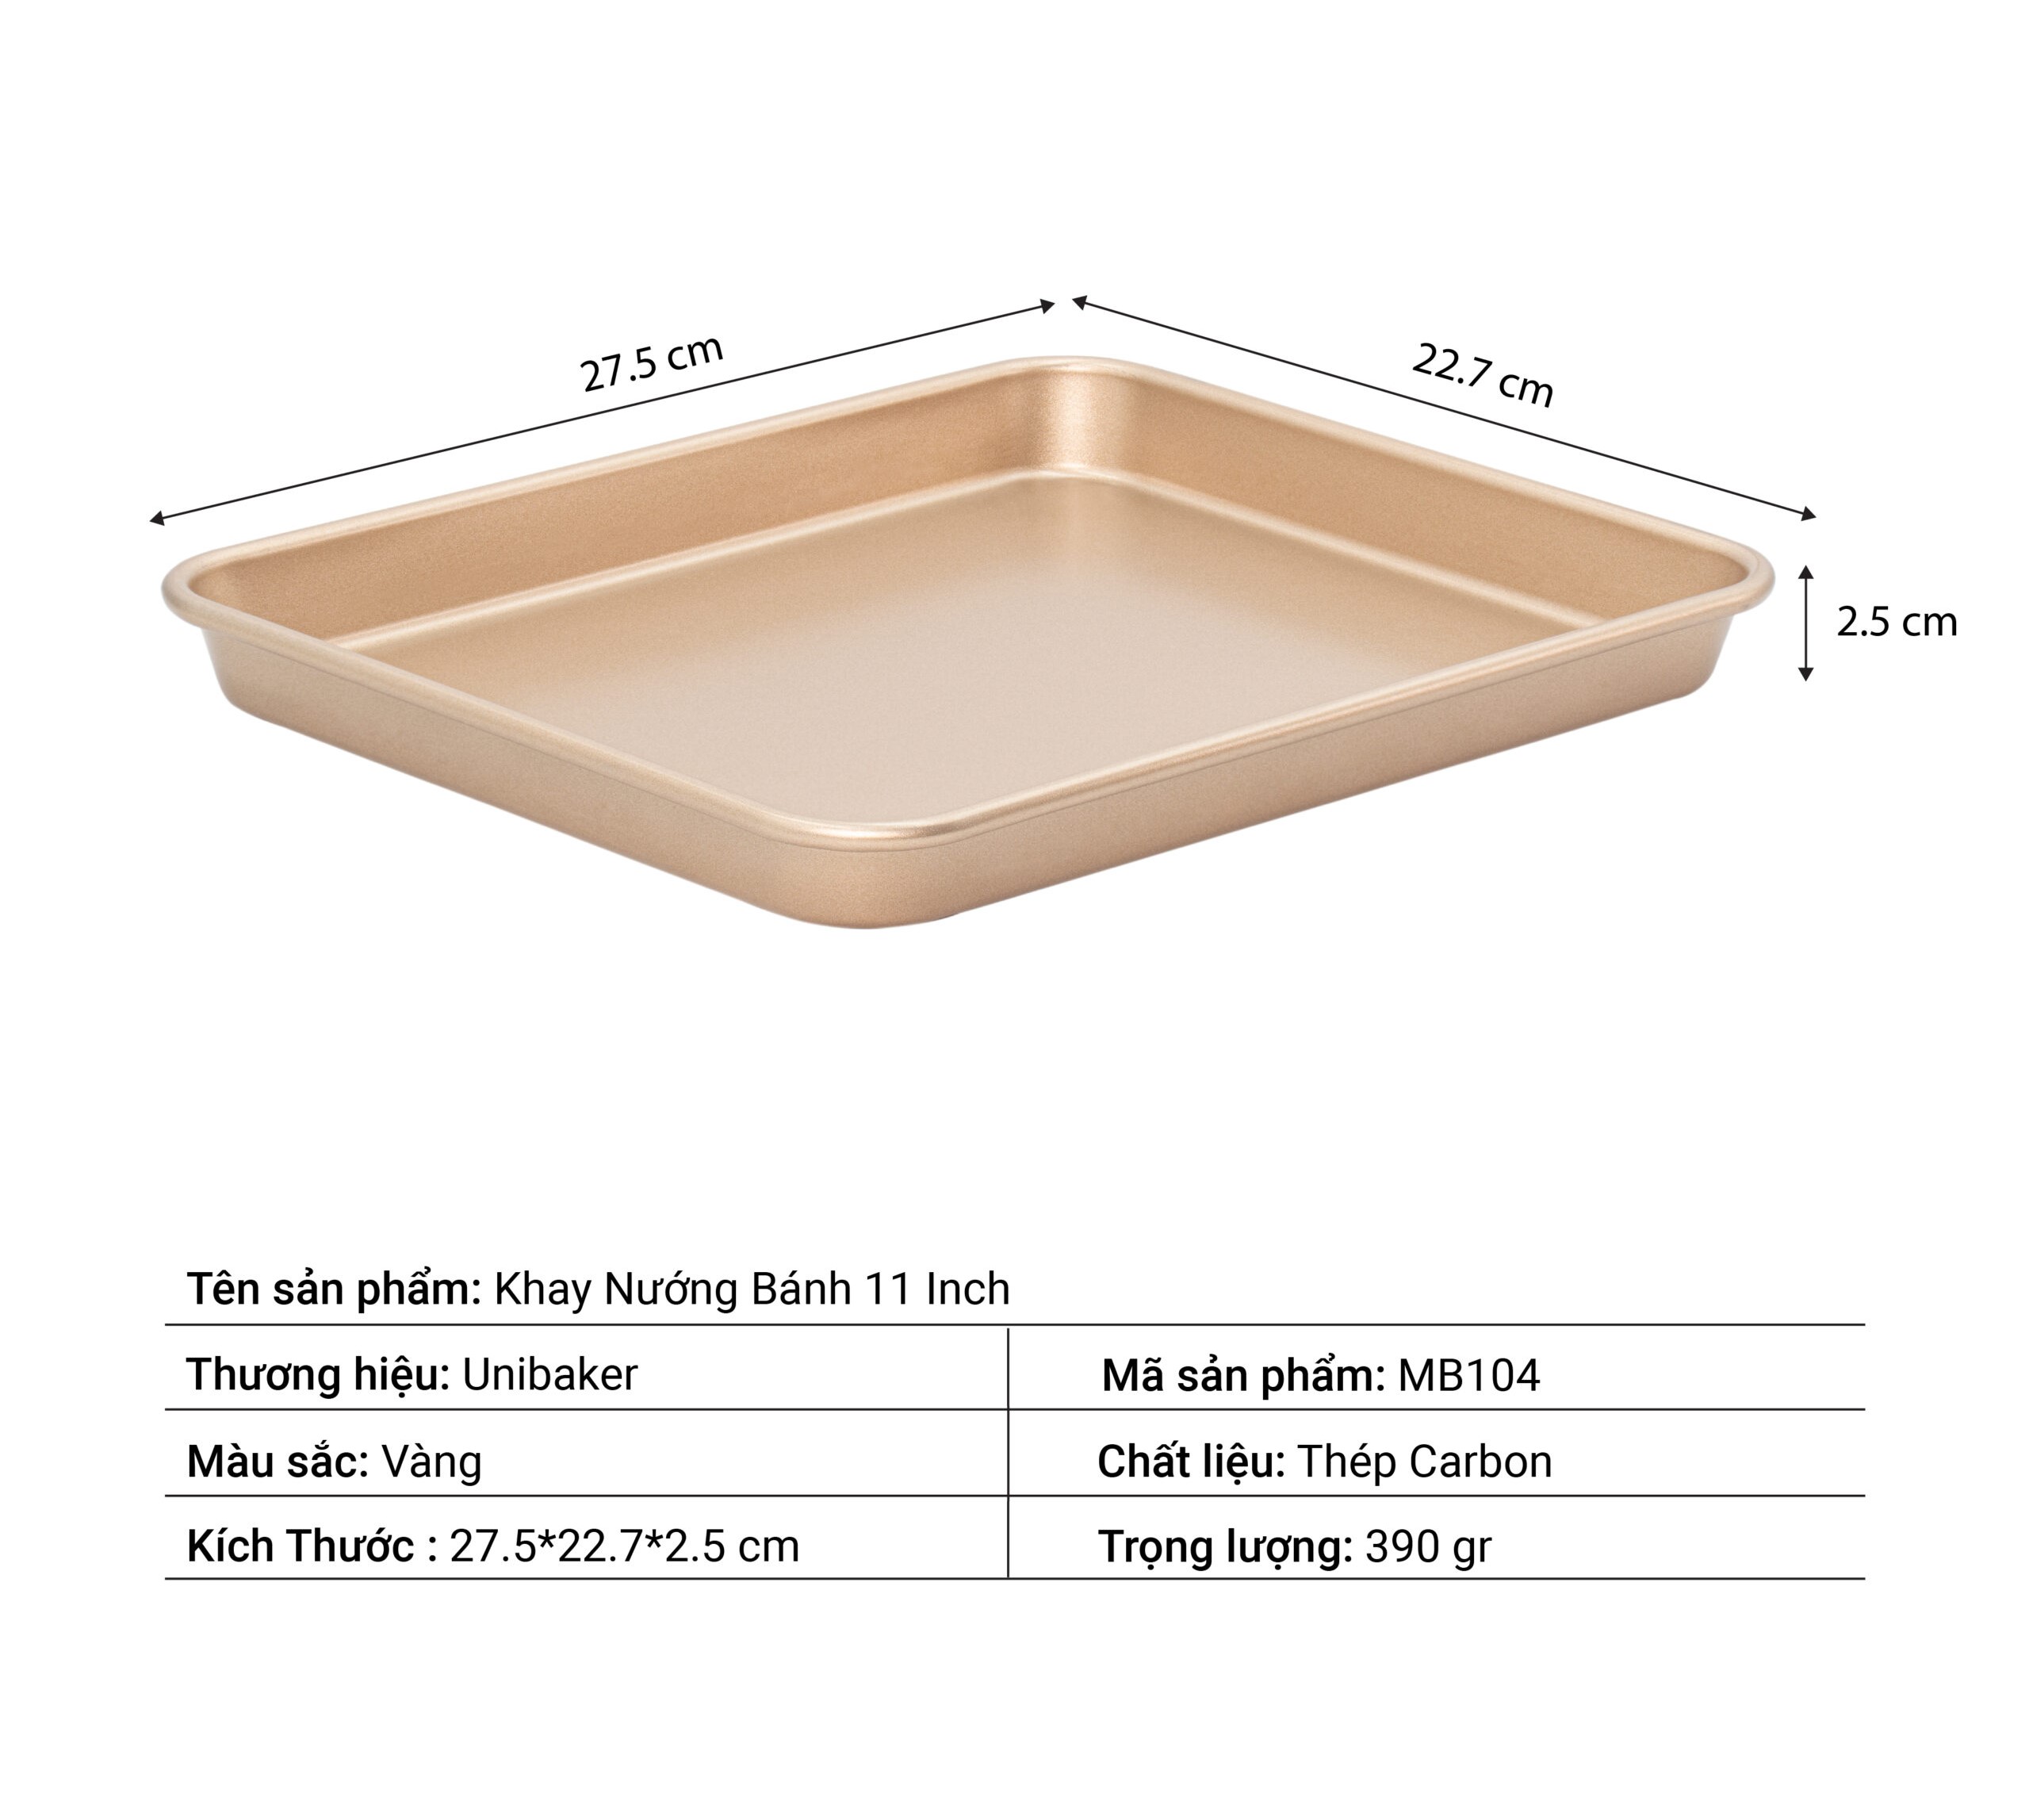 27.5 cm
22.7 cm
2.5 cm
Tên sản phẩm: Khay Nướng Bánh 11 Inch
Thương hiệu: Unibaker
Mã sản phẩm: MB104
Màu sắc: Vàng
Chất liệu: Thép Carbon
Kích Thước : 27.5*22.7*2.5 cm
Trọng lượng: 390 gr